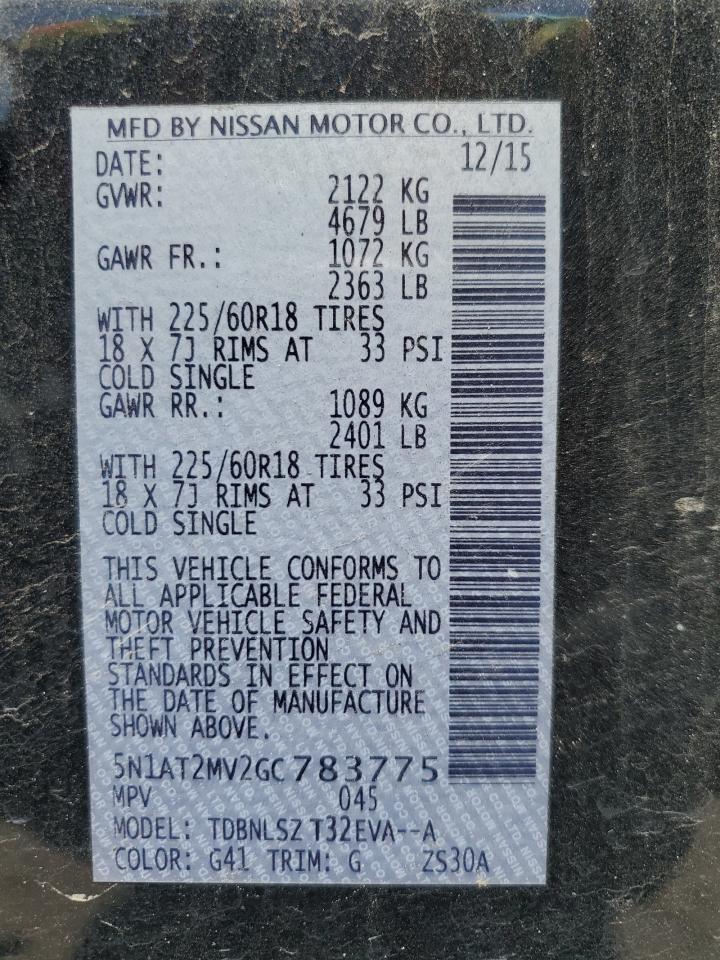 MFD BY NISSAN MOTOR CO., LTD.
DATE: 12/15
GVWR: 2122 KG
4679 LB
GAWR FR.: 1072 KG
2363 LB
WITH 225/60R18 TIRES
18 X 7J RIMS AT 33 PSI
COLD SINGLE
GAWR RR.: 1089 KG
2401 LB
WITH 225/60R18 TIRES
18 X 7J RIMS AT 33 PSI
COLD SINGLE
THIS VEHICLE CONFORMS TO
ALL APPLICABLE FEDERAL
MOTOR VEHICLE SAFETY AND
THEFT PREVENTION
STANDARDS IN EFFECT ON
THE DATE OF MANUFACTURE
SHOWN ABOVE.
5N1AT2MV2GC783775
MPV 045
MODEL: TDBNLSZ T32EVA--A
COLOR: G41 TRIM: G ZS30A